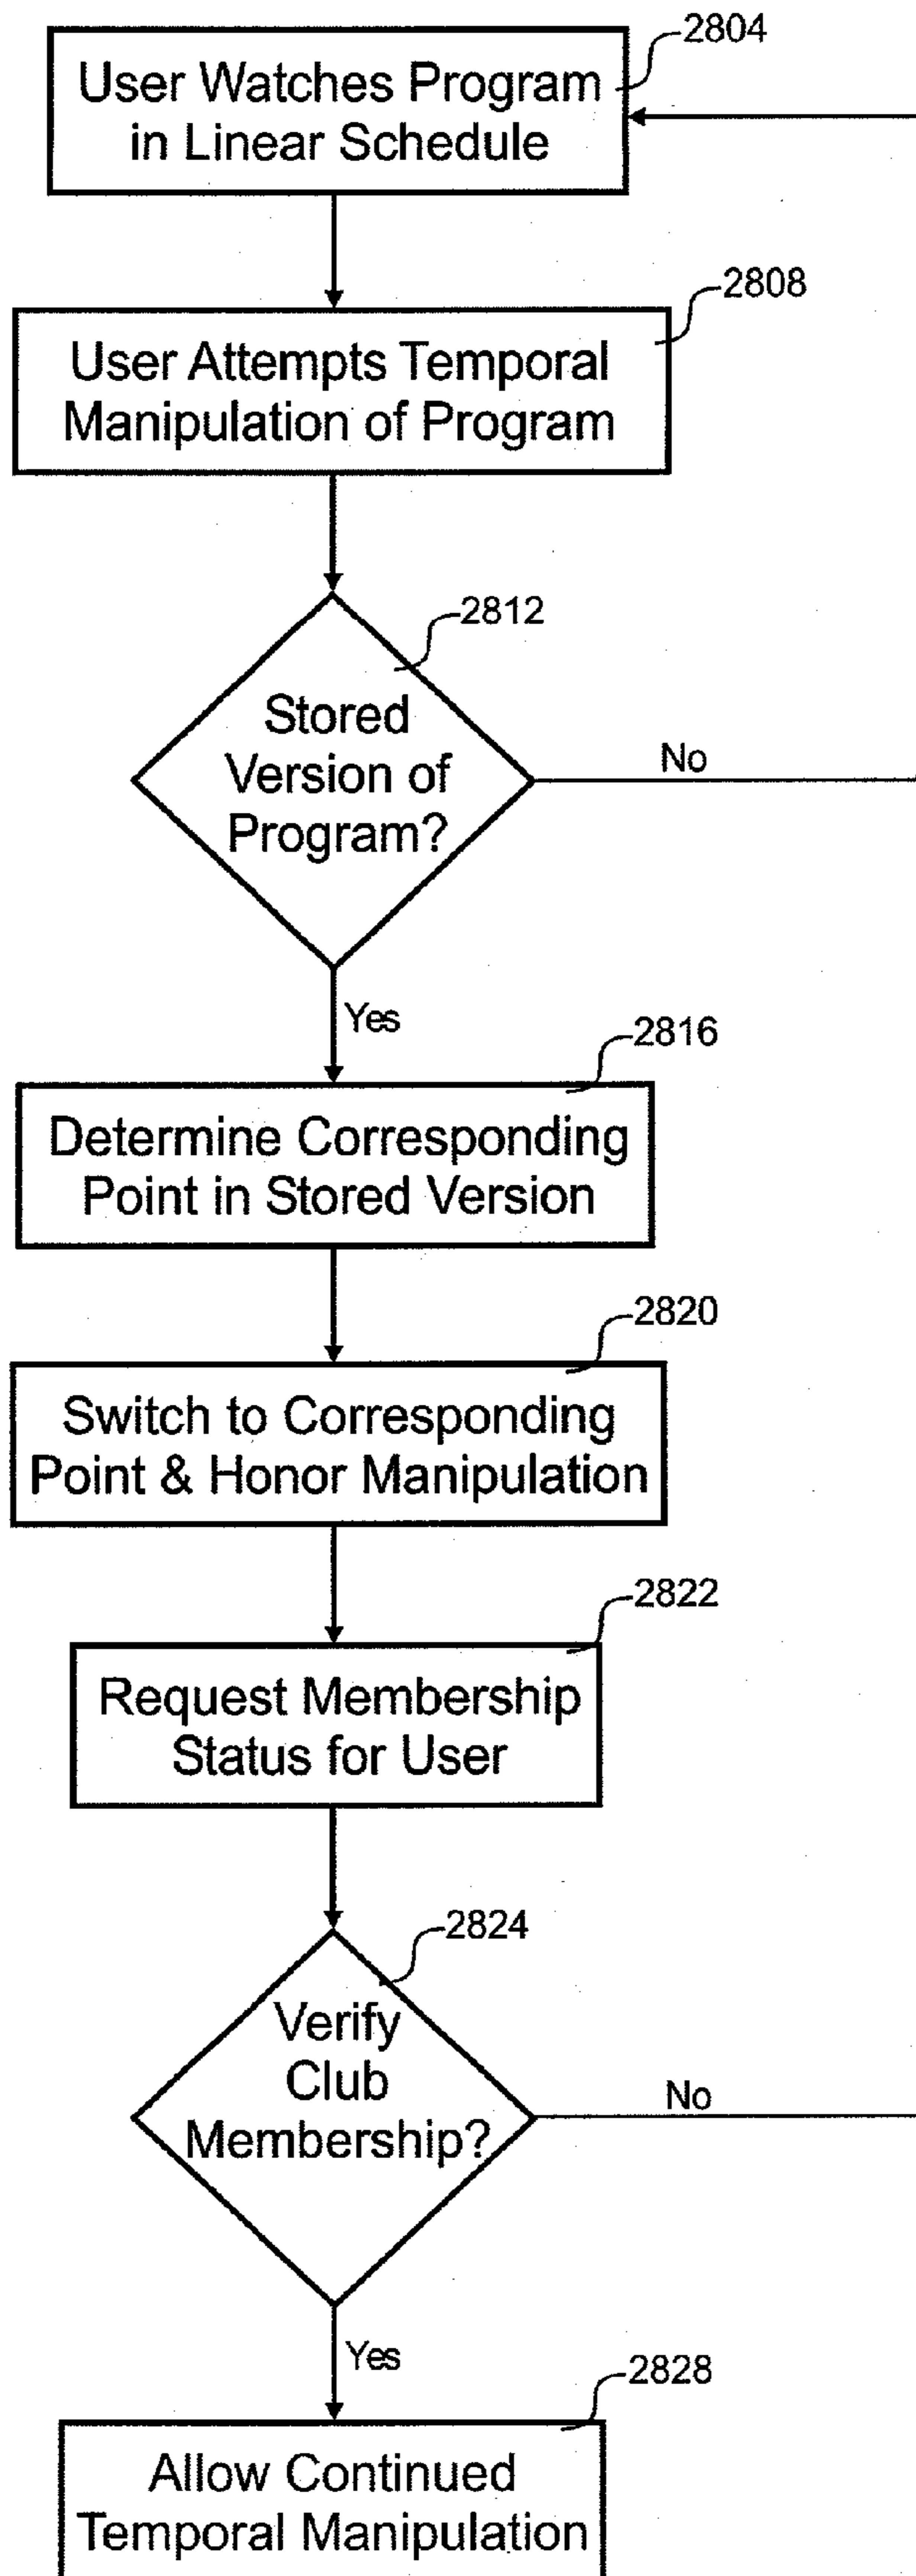 2804
User Watches Program
in Linear Schedule
2808
User Attempts Temporal
Manipulation of Program
2812
Stored
Version of
Program?
No
Yes
2816
Determine Corresponding
Point in Stored Version
2820
Switch to Corresponding
Point & Honor Manipulation
2822
Request Membership
Status for User
2824
Verify
Club
Membership?
No
Yes
2828
Allow Continued
Temporal Manipulation